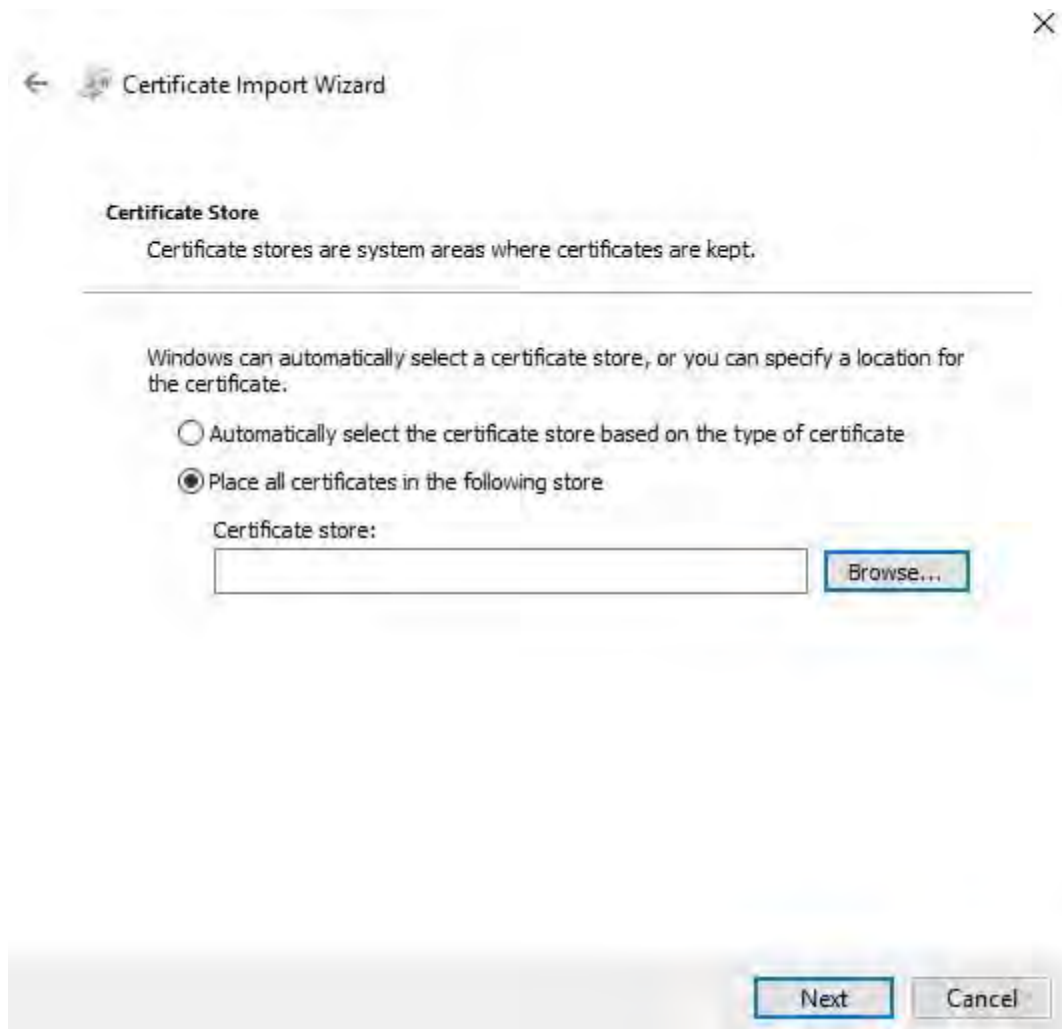 Certificate Import Wizard
Certificate Store
Certificate stores are system areas where certificates are kept.
Windows can automatically select a certificate store, or you can specify a location for
the certificate.
Automatically select the certificate store based on the type of certificate
Place all certificates in the following store
Certificate store:
Browse...
Next
Cancel